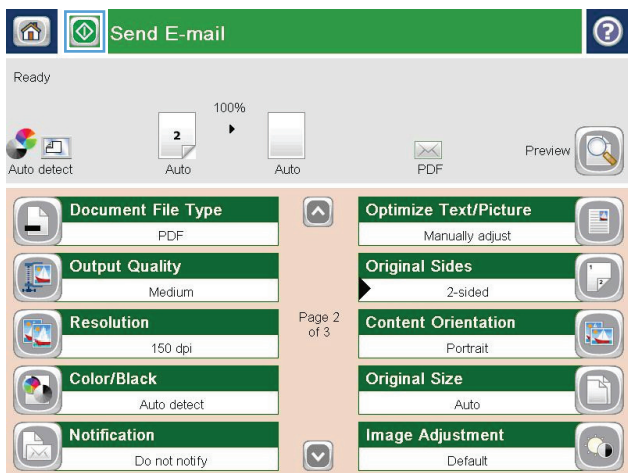 Send E-mail
?
Ready
100%
2
Auto detect
Auto
Auto
PDF
Preview
Document File Type
PDF
Output Quality
Medium
Resolution
150 dpi
Color/Black
Auto detect
Notification
Do not notify
Page 2
of 3
Optimize Text/Picture
Manually adjust
Original Sides
2-sided
1
2
Content Orientation
Portrait
Original Size
Auto
Image Adjustment
Default